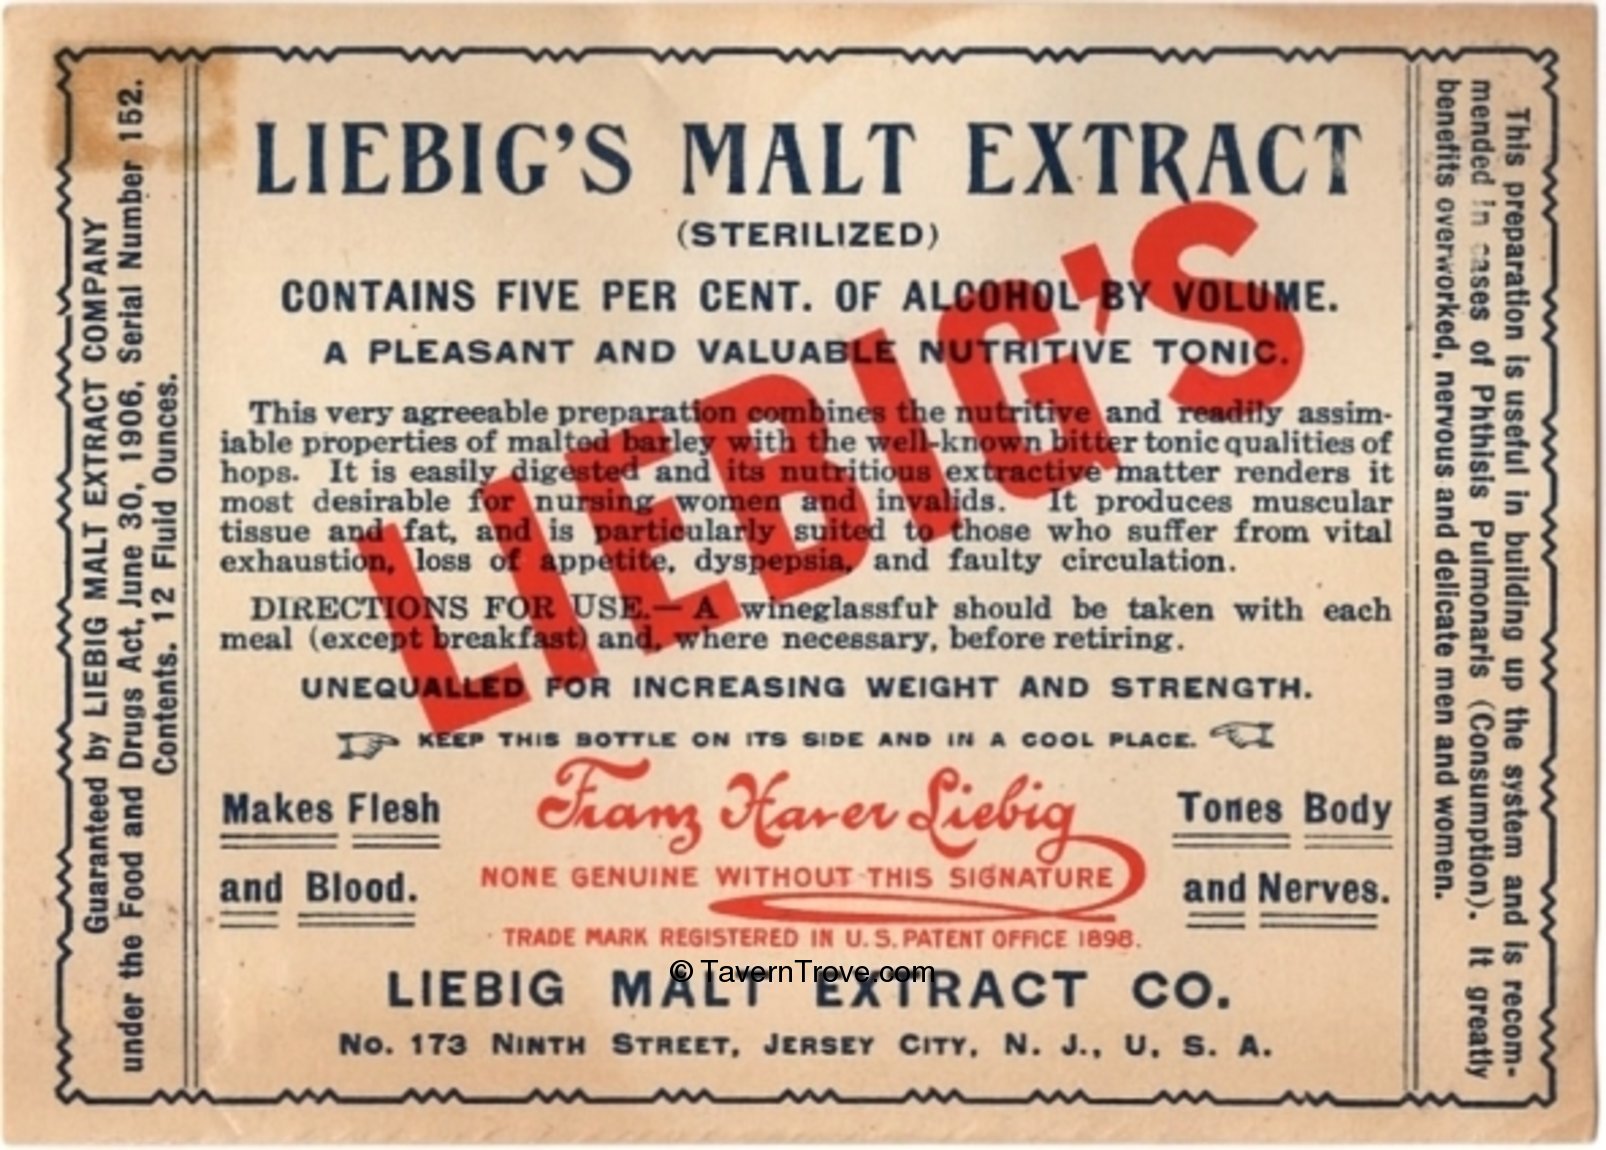 Guaranteed by LIEBIG MALT EXTRACT COMPANY
under the Food and Drugs Act, June 30, 1906, Serial Number 152.
Contents. 12 Fluid Ounces.
LIEBIG'S MALT EXTRACT
(STERILIZED)
CONTAINS FIVE PER CENT. OF ALCOHOL BY VOLUME.
A PLEASANT AND VALUABLE NUTRITIVE TONIC.
LIEBIG'S
This very agreeable preparation combines the nutritive and readily assim-
iable properties of malted barley with the well-known bitter tonic qualities of
hops. It is easily digested and its nutritious extractive matter renders it
most desirable for nursing women and invalids. It produces muscular
tissue and fat, and is particularly suited to those who suffer from vital
exhaustion, loss of appetite, dyspepsia, and faulty circulation.
DIRECTIONS FOR USE.— A wineglassful should be taken with each
meal (except breakfast) and, where necessary, before retiring.
UNEQUALLED FOR INCREASING WEIGHT AND STRENGTH.
KEEP THIS BOTTLE ON ITS SIDE AND IN A COOL PLACE.
Makes Flesh
and Blood.
Franz Xaver Liebig
NONE GENUINE WITHOUT THIS SIGNATURE
TRADE MARK REGISTERED IN U. S. PATENT OFFICE 1898.
Tones Body
and Nerves.
© TavernTrove.com
LIEBIG MALT EXTRACT CO.
No. 173 NINTH STREET, JERSEY CITY, N. J., U. S. A.
This preparation is useful in building up the system and is recom-
mended in cases of Phthisis Pulmonaris (Consumption). It greatly
benefits overworked, nervous and delicate men and women.